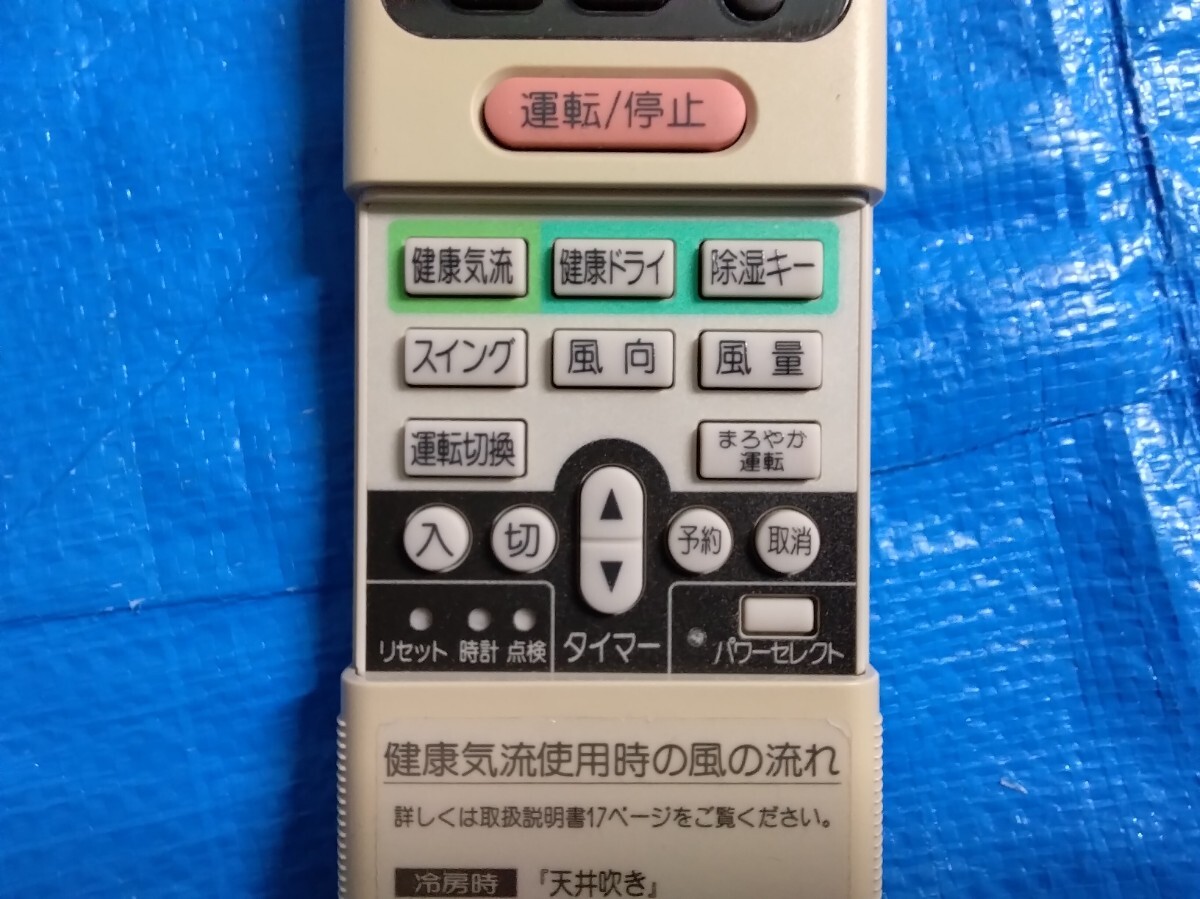 運転/停止
健康気流 健康ドライ 除湿キー
スイング 風向 風量
運転切換 まろやか
運転
▲
入 切 予約 取消
▼
リセット 時計 点検 タイマー パワーセレクト
健康気流使用時の風の流れ
詳しくは取扱説明書17ページをご覧ください。
冷房時 『天井吹き』